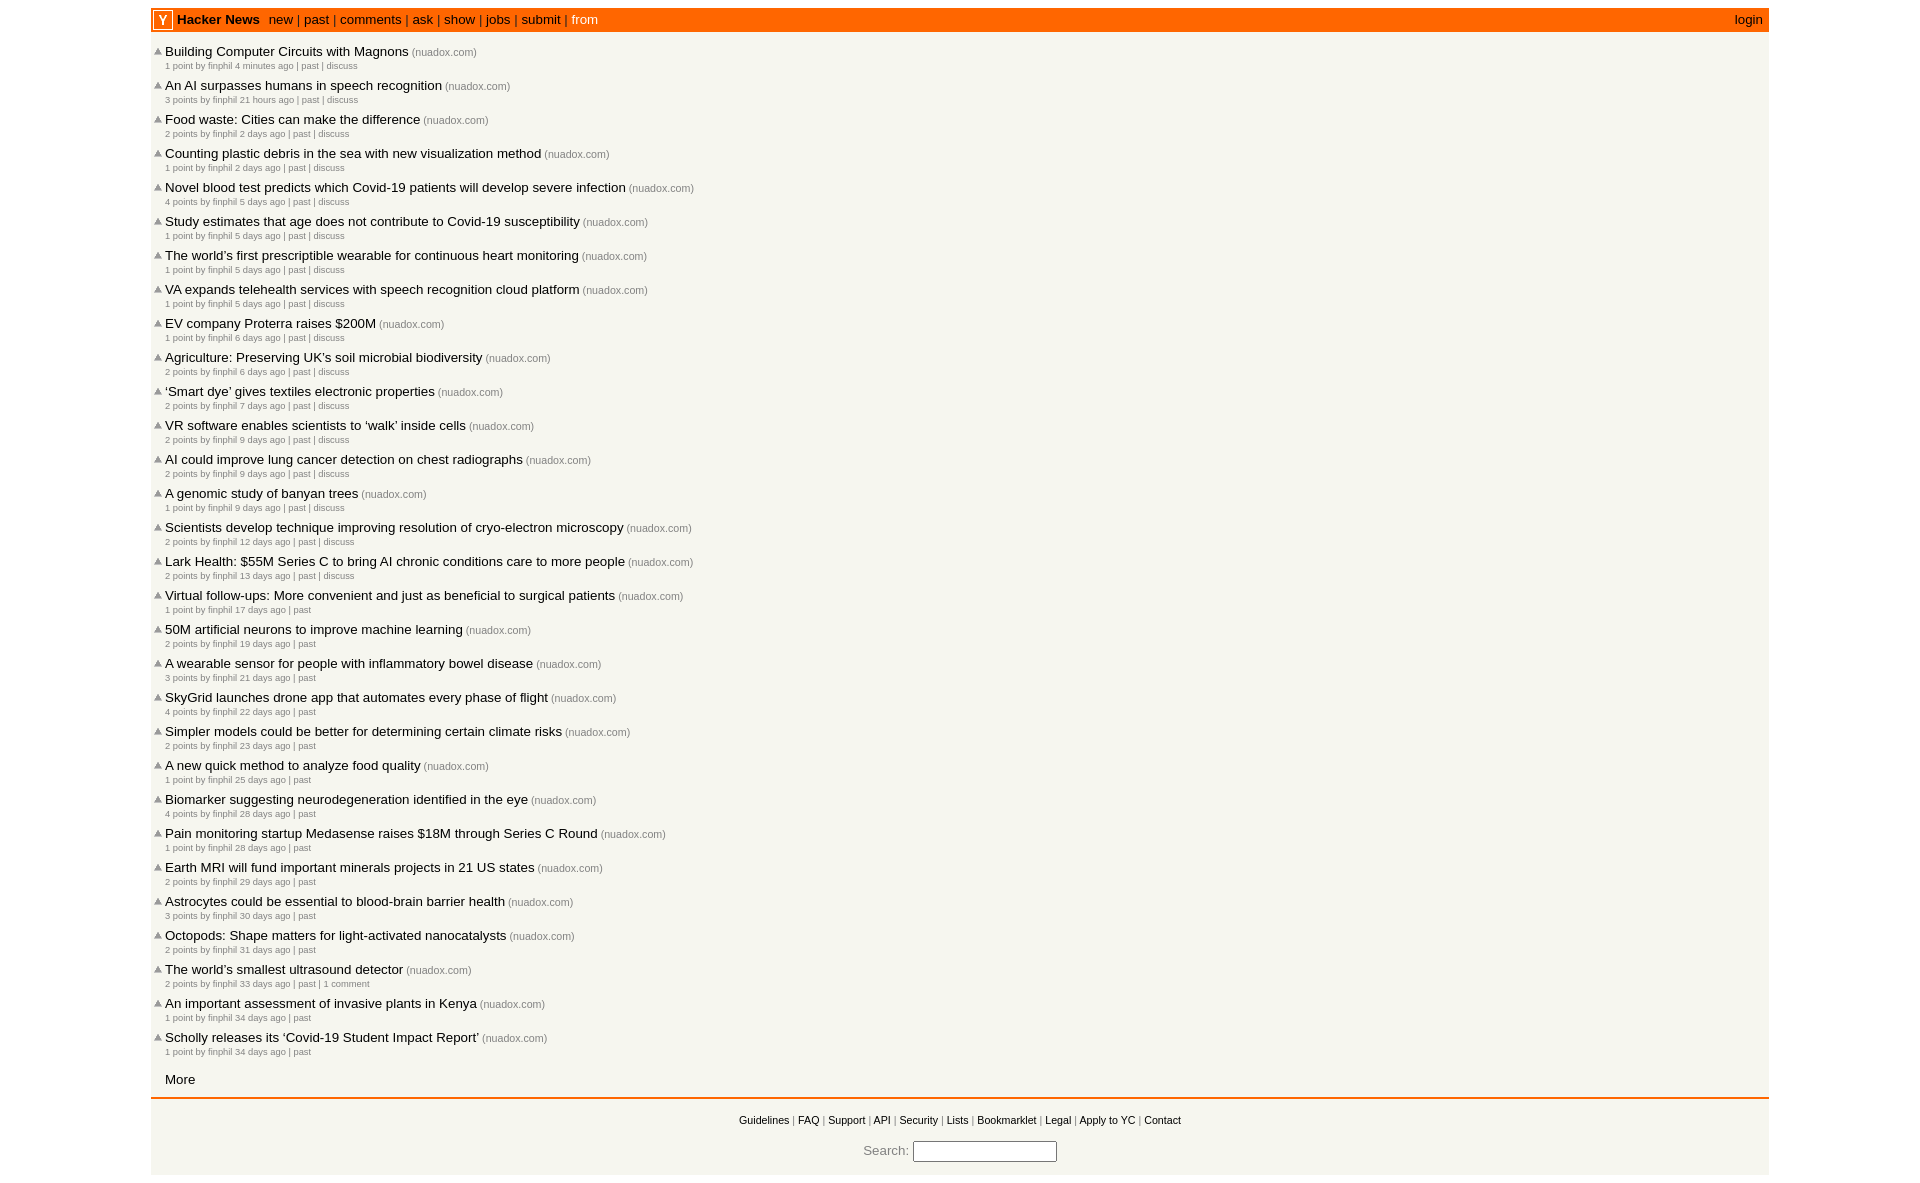 Y Hacker News new | past | comments | ask | show | jobs | submit | from login
Building Computer Circuits with Magnons (nuadox.com)
1 point by finphil 4 minutes ago | past | discuss
An AI surpasses humans in speech recognition (nuadox.com)
3 points by finphil 21 hours ago | past | discuss
Food waste: Cities can make the difference (nuadox.com)
2 points by finphil 2 days ago | past | discuss
Counting plastic debris in the sea with new visualization method (nuadox.com)
1 point by finphil 2 days ago | past | discuss
Novel blood test predicts which Covid-19 patients will develop severe infection (nuadox.com)
4 points by finphil 5 days ago | past | discuss
Study estimates that age does not contribute to Covid-19 susceptibility (nuadox.com)
1 point by finphil 5 days ago | past | discuss
The world’s first prescriptible wearable for continuous heart monitoring (nuadox.com)
1 point by finphil 5 days ago | past | discuss
VA expands telehealth services with speech recognition cloud platform (nuadox.com)
1 point by finphil 5 days ago | past | discuss
EV company Proterra raises $200M (nuadox.com)
1 point by finphil 6 days ago | past | discuss
Agriculture: Preserving UK’s soil microbial biodiversity (nuadox.com)
2 points by finphil 6 days ago | past | discuss
‘Smart dye’ gives textiles electronic properties (nuadox.com)
2 points by finphil 7 days ago | past | discuss
VR software enables scientists to ‘walk’ inside cells (nuadox.com)
2 points by finphil 9 days ago | past | discuss
AI could improve lung cancer detection on chest radiographs (nuadox.com)
2 points by finphil 9 days ago | past | discuss
A genomic study of banyan trees (nuadox.com)
1 point by finphil 9 days ago | past | discuss
Scientists develop technique improving resolution of cryo-electron microscopy (nuadox.com)
2 points by finphil 12 days ago | past | discuss
Lark Health: $55M Series C to bring AI chronic conditions care to more people (nuadox.com)
2 points by finphil 13 days ago | past | discuss
Virtual follow-ups: More convenient and just as beneficial to surgical patients (nuadox.com)
1 point by finphil 17 days ago | past
50M artificial neurons to improve machine learning (nuadox.com)
2 points by finphil 19 days ago | past
A wearable sensor for people with inflammatory bowel disease (nuadox.com)
3 points by finphil 21 days ago | past
SkyGrid launches drone app that automates every phase of flight (nuadox.com)
4 points by finphil 22 days ago | past
Simpler models could be better for determining certain climate risks (nuadox.com)
2 points by finphil 23 days ago | past
A new quick method to analyze food quality (nuadox.com)
1 point by finphil 25 days ago | past
Biomarker suggesting neurodegeneration identified in the eye (nuadox.com)
4 points by finphil 28 days ago | past
Pain monitoring startup Medasense raises $18M through Series C Round (nuadox.com)
1 point by finphil 28 days ago | past
Earth MRI will fund important minerals projects in 21 US states (nuadox.com)
2 points by finphil 29 days ago | past
Astrocytes could be essential to blood-brain barrier health (nuadox.com)
3 points by finphil 30 days ago | past
Octopods: Shape matters for light-activated nanocatalysts (nuadox.com)
2 points by finphil 31 days ago | past
The world’s smallest ultrasound detector (nuadox.com)
2 points by finphil 33 days ago | past | 1 comment
An important assessment of invasive plants in Kenya (nuadox.com)
1 point by finphil 34 days ago | past
Scholly releases its ‘Covid-19 Student Impact Report’ (nuadox.com)
1 point by finphil 34 days ago | past
More
Guidelines | FAQ | Support | API | Security | Lists | Bookmarklet | Legal | Apply to YC | Contact
Search: